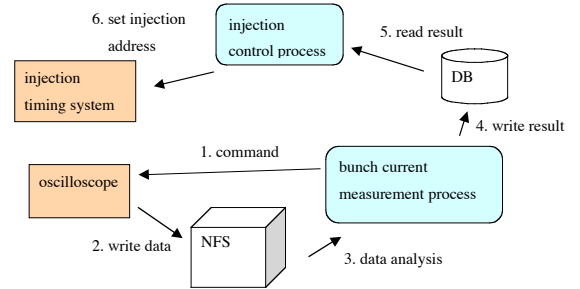 6. set injection
address
injection
control process
5. read result
injection
timing system
DB
4. write result
1. command
bunch current
measurement process
oscilloscope
2. write data
NFS
3. data analysis